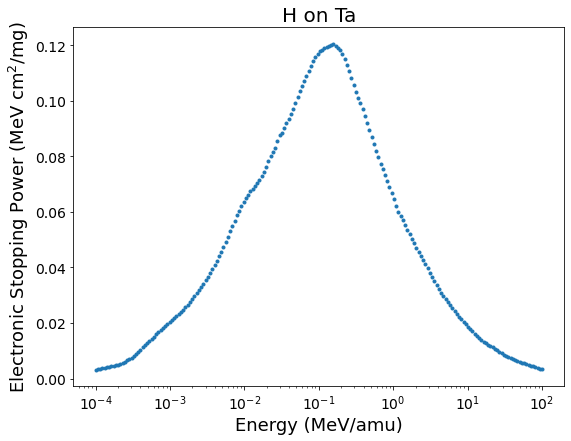 H on Ta
Electronic Stopping Power (MeV cm²/mg)
0.12
0.10
0.08
0.06
0.04
0.02
0.00
10⁻⁴ 10⁻³ 10⁻² 10⁻¹ 10⁰ 10¹ 10²
Energy (MeV/amu)